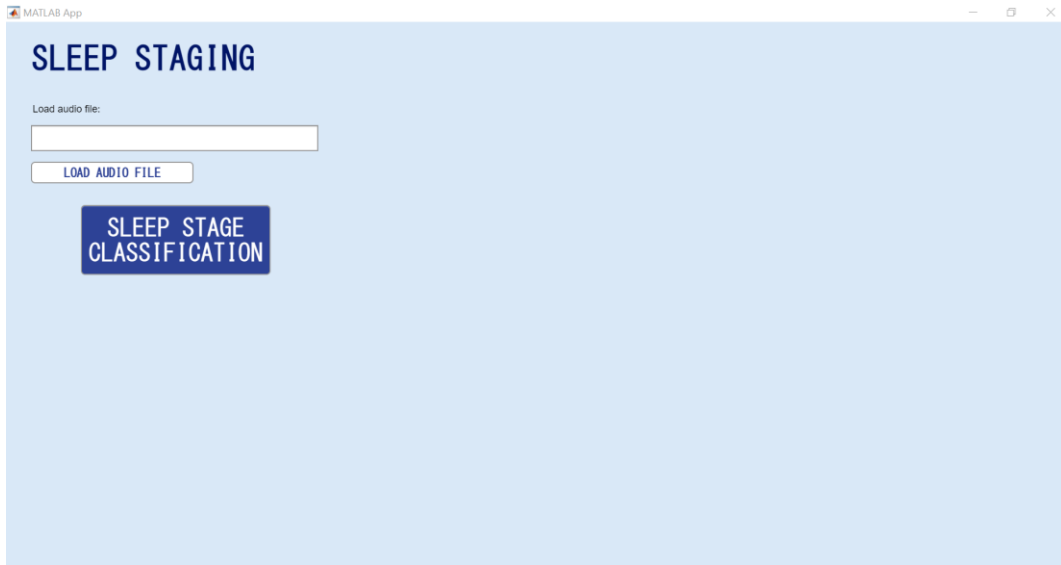 MATLAB App
SLEEP STAGING
Load audio file:
LOAD AUDIO FILE
SLEEP STAGE
CLASSIFICATION